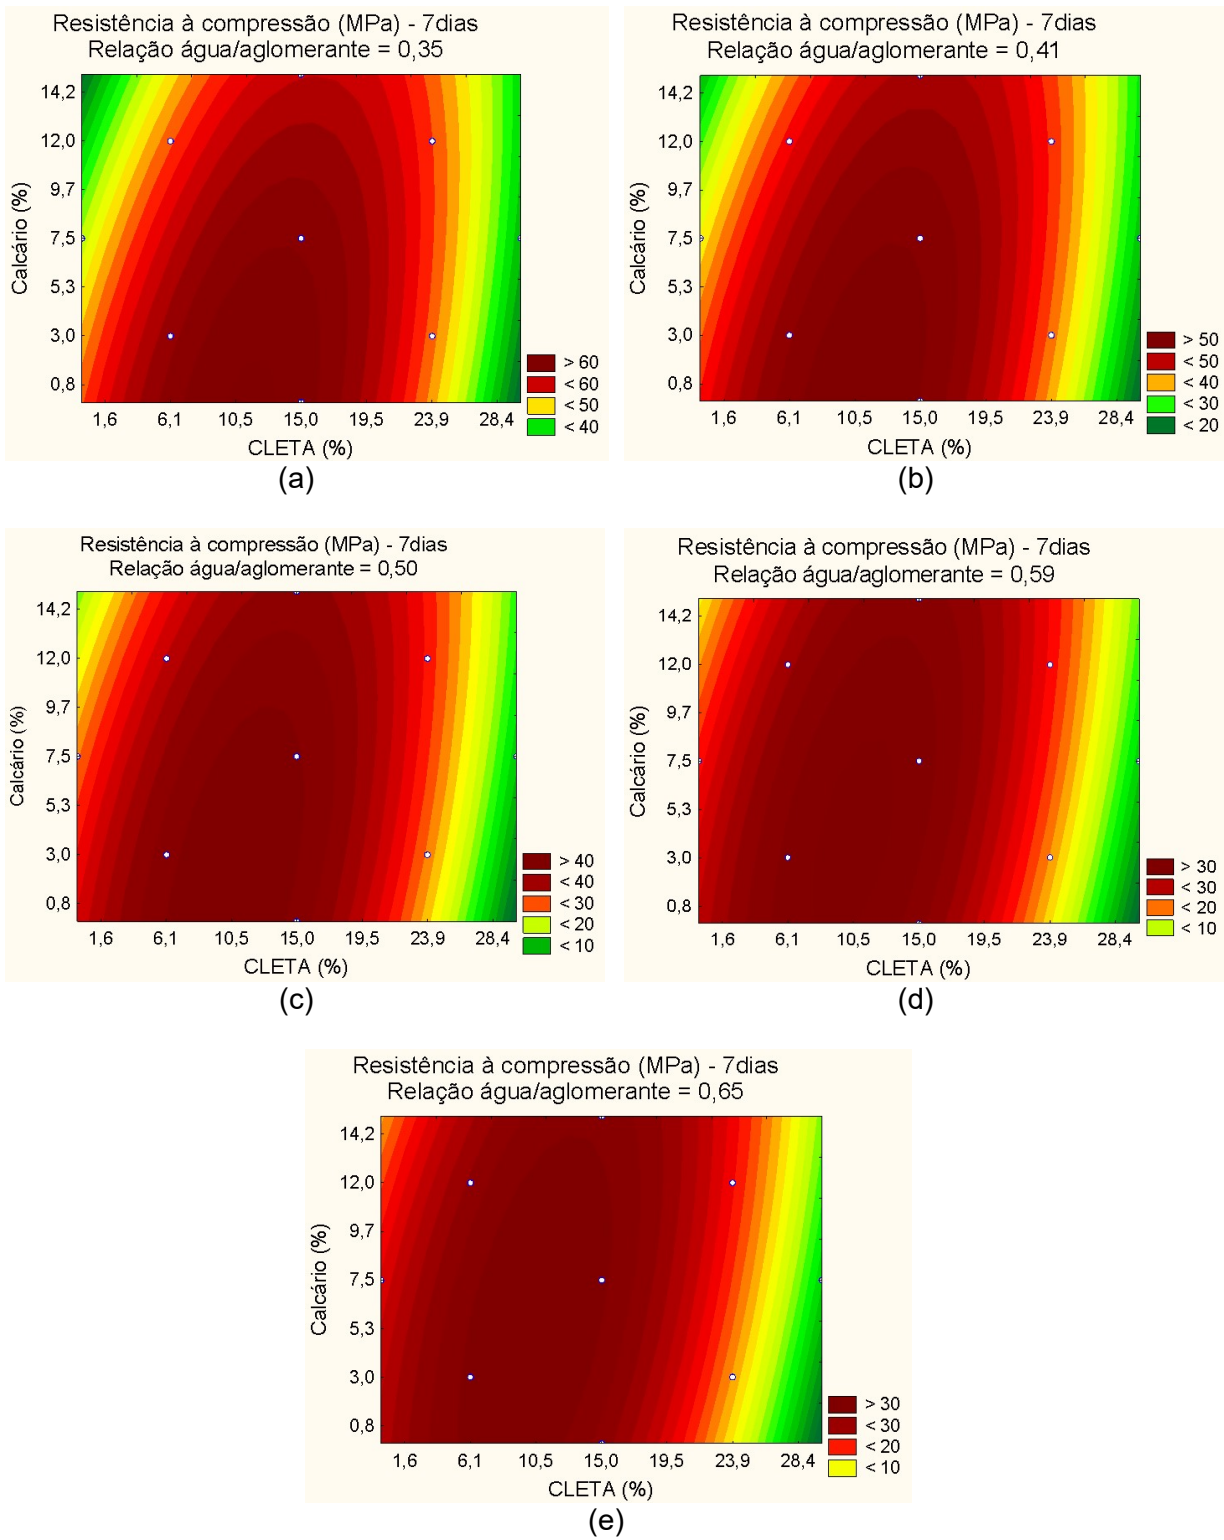 Resistência à compressão (MPa) - 7dias
Relação água/aglomerante = 0,35
14,2
12,0
9,7
7,5
5,3
3,0
0,8
Calcário (%)
1,6 6,1 10,5 15,0 19,5 23,9 28,4
CLETA (%)
> 60
< 60
< 50
< 40
(a)
Resistência à compressão (MPa) - 7dias
Relação água/aglomerante = 0,41
14,2
12,0
9,7
7,5
5,3
3,0
0,8
Calcário (%)
1,6 6,1 10,5 15,0 19,5 23,9 28,4
CLETA (%)
> 50
< 50
< 40
< 30
< 20
(b)
Resistência à compressão (MPa) - 7dias
Relação água/aglomerante = 0,50
14,2
12,0
9,7
7,5
5,3
3,0
0,8
Calcário (%)
1,6 6,1 10,5 15,0 19,5 23,9 28,4
CLETA (%)
> 40
< 40
< 30
< 20
< 10
(c)
Resistência à compressão (MPa) - 7dias
Relação água/aglomerante = 0,59
14,2
12,0
9,7
7,5
5,3
3,0
0,8
Calcário (%)
1,6 6,1 10,5 15,0 19,5 23,9 28,4
CLETA (%)
> 30
< 30
< 20
< 10
(d)
Resistência à compressão (MPa) - 7dias
Relação água/aglomerante = 0,65
14,2
12,0
9,7
7,5
5,3
3,0
0,8
Calcário (%)
1,6 6,1 10,5 15,0 19,5 23,9 28,4
CLETA (%)
> 30
< 30
< 20
< 10
(e)